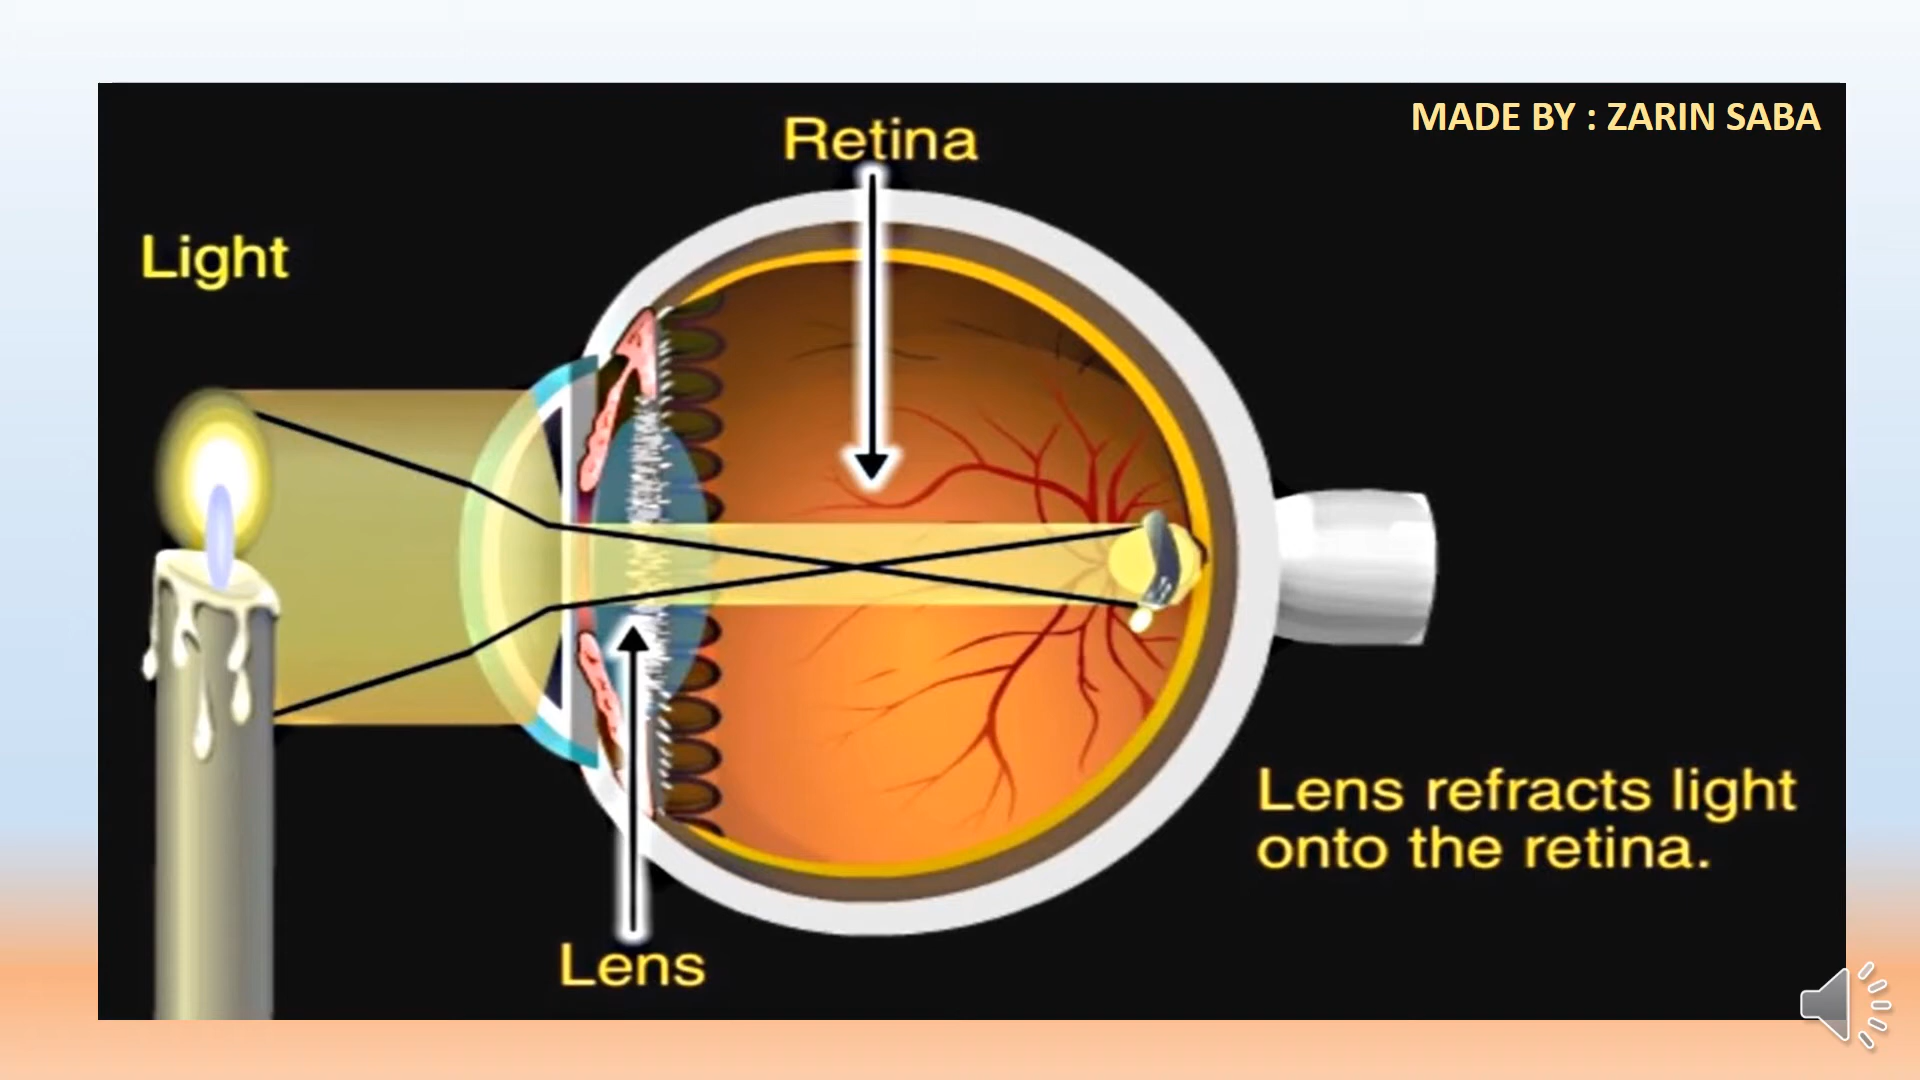 MADE BY : ZARIN SABA
Retina
Light
Lens refracts light
onto the retina.
Lens